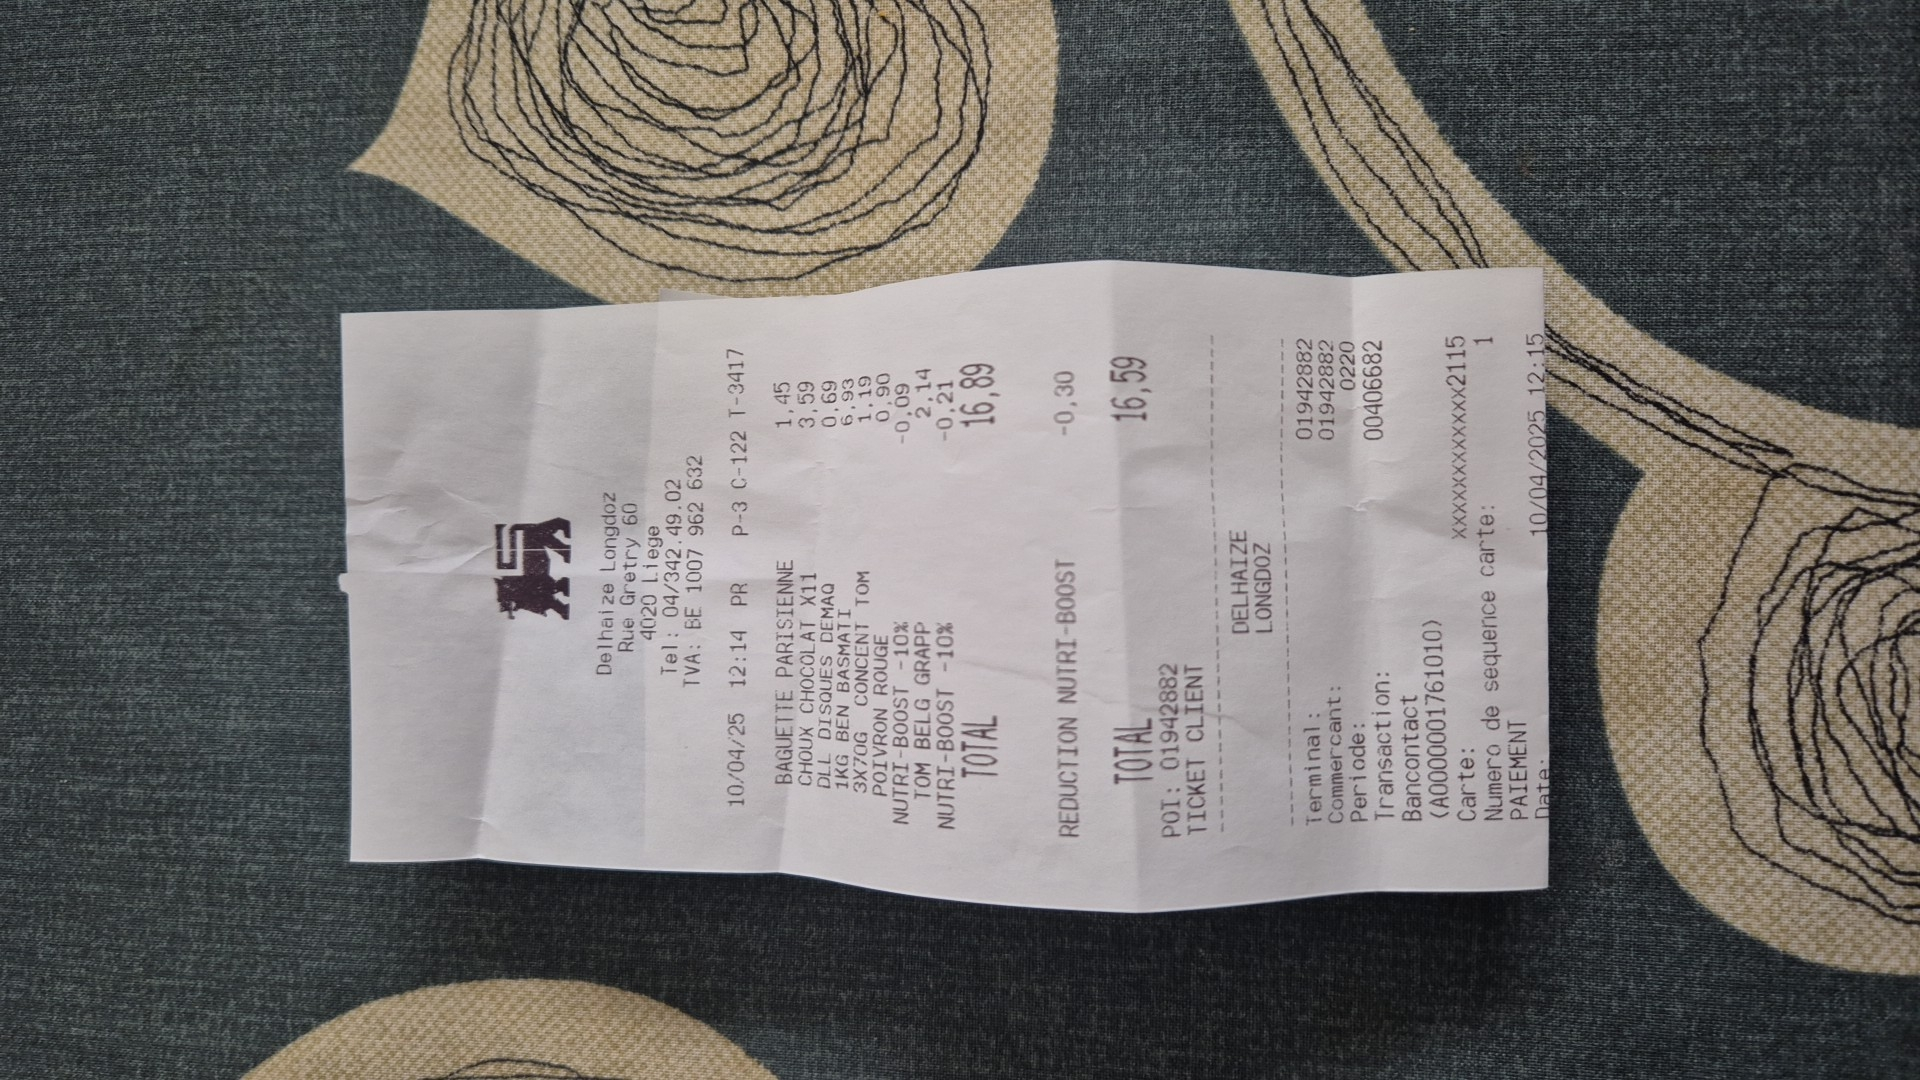 Delhaize Longdoz
Rue Gretry 60
4020 Liege
Tel: 04/342.49.02
TVA: BE 1007 962 632
10/04/25 12:14 PR P-3 C-122 T-3417
BAGUETTE PARISIENNE 1,45
CHOUX CHOCOLAT X11 3,59
DLL DISQUES DEMAQ 0,69
1KG BEN BASMATI 6,93
3X70G CONCENT TOM 1,19
POIVRON ROUGE 0,90
NUTRI-BOOST -10% -0,09
TOM BELG GRAPP 2,14
NUTRI-BOOST -10% -0,21
TOTAL 16,89
REDUCTION NUTRI-BOOST -0,30
TOTAL 16,59
POI: 01942882
TICKET CLIENT
DELHAIZE
LONGDOZ
Terminal: 01942882
Commercant: 01942882
Periode: 0220
Transaction: 00406682
Bancontact
(A0000001761010)
Carte: xxxxxxxxxxxxxxx2115
Numero de sequence carte: 1
PAIEMENT
Date: 10/04/2025 12:15